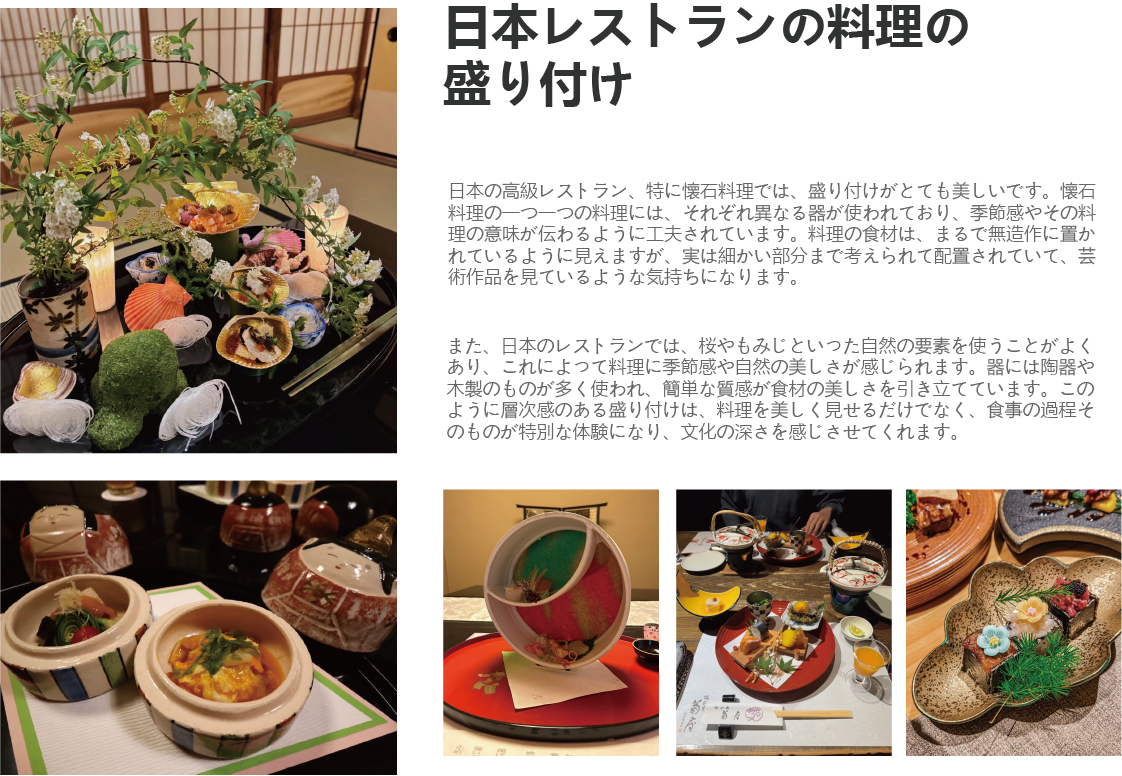 日本レストランの料理の
盛り付け
日本の高級レストラン、特に懐石料理では、盛り付けがとても美しいです。懐石
料理の一つ一つの料理には、それぞれ異なる器が使われており、季節感やその料
理の意味が伝わるように工夫されています。料理の食材は、まるで無造作に置か
れているように見えますが、実は細かい部分まで考えられて配置されていて、芸
術作品を見ているような気持ちになります。
また、日本のレストランでは、桜やもみじといった自然の要素を使うことがよく
あり、これによって料理に季節感や自然の美しさが感じられます。器には陶器や
木製のものが多く使われ、簡単な質感が食材の美しさを引き立てています。この
ように層次感のある盛り付けは、料理を美しく見せるだけでなく、食事の過程そ
のものが特別な体験になり、文化の深さを感じさせてくれます。